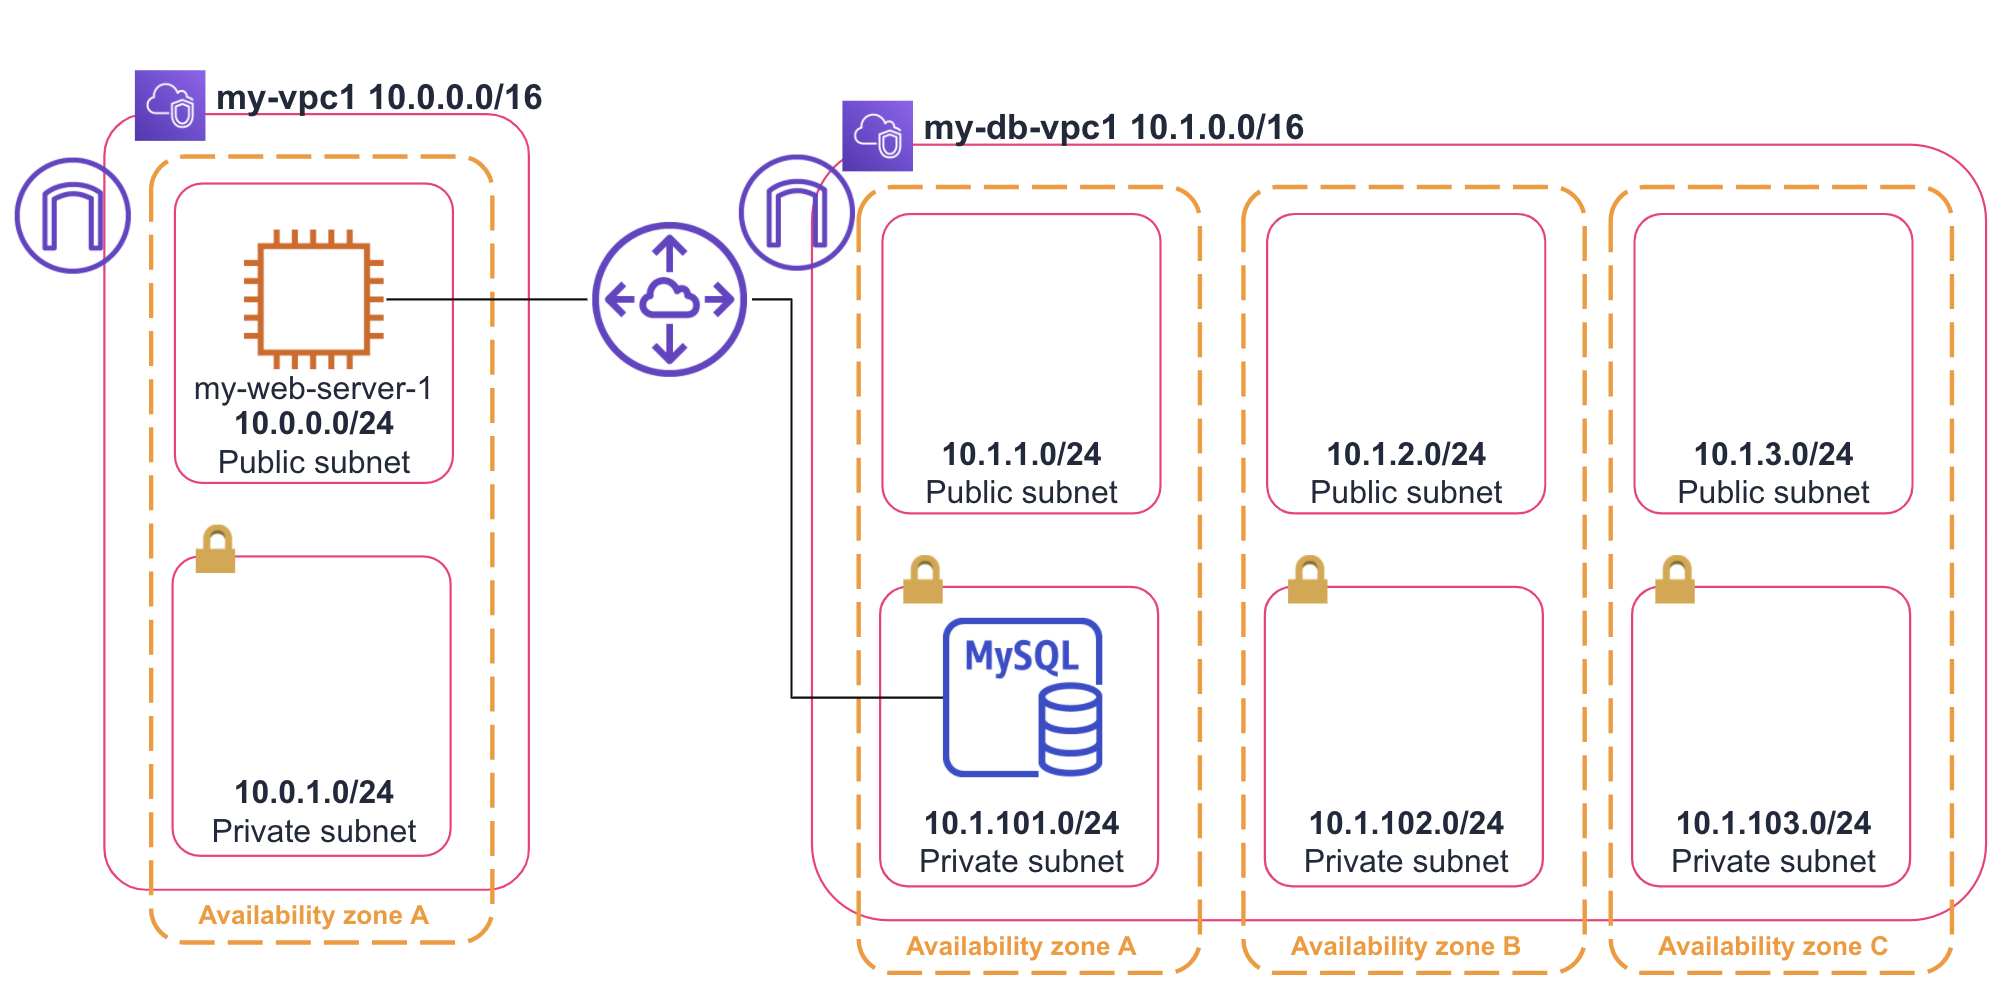 my-vpc1 10.0.0.0/16
my-web-server-1
10.0.0.0/24
Public subnet
10.0.1.0/24
Private subnet
Availability zone A
my-db-vpc1 10.1.0.0/16
10.1.1.0/24
Public subnet
MySQL
10.1.101.0/24
Private subnet
Availability zone A
10.1.2.0/24
Public subnet
10.1.102.0/24
Private subnet
Availability zone B
10.1.3.0/24
Public subnet
10.1.103.0/24
Private subnet
Availability zone C